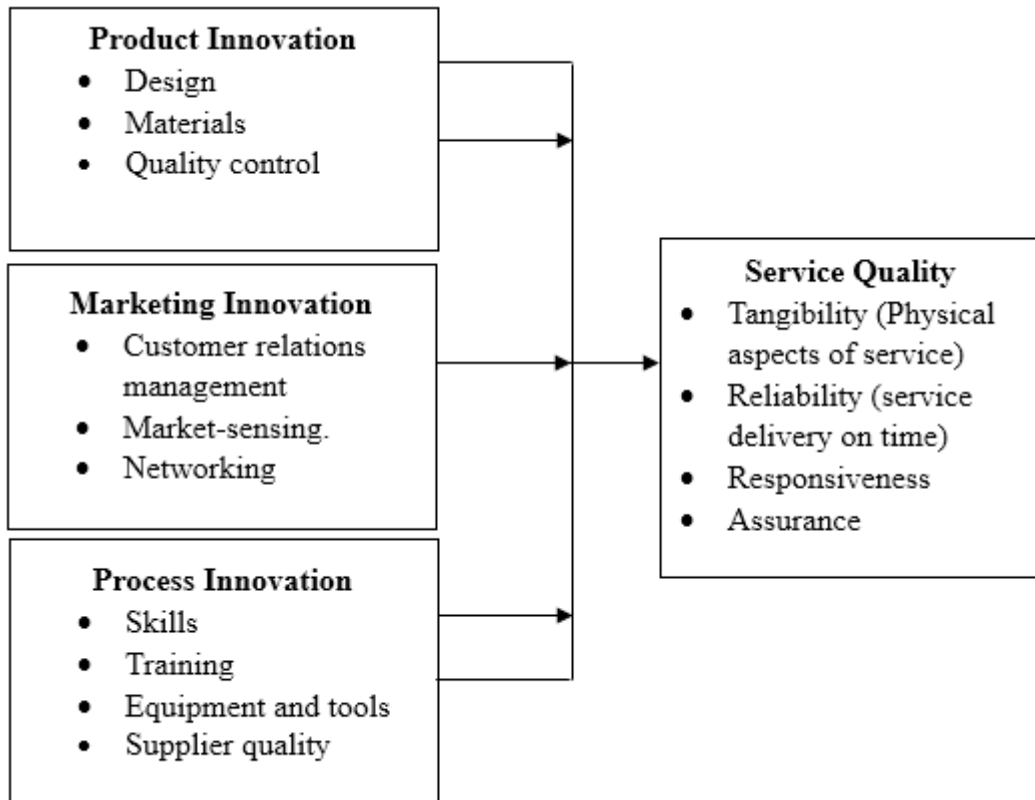 Product Innovation
• Design
• Materials
• Quality control
Marketing Innovation
• Customer relations
management
• Market-sensing.
• Networking
Process Innovation
• Skills
• Training
• Equipment and tools
• Supplier quality
Service Quality
• Tangibility (Physical
aspects of service)
• Reliability (service
delivery on time)
• Responsiveness
• Assurance